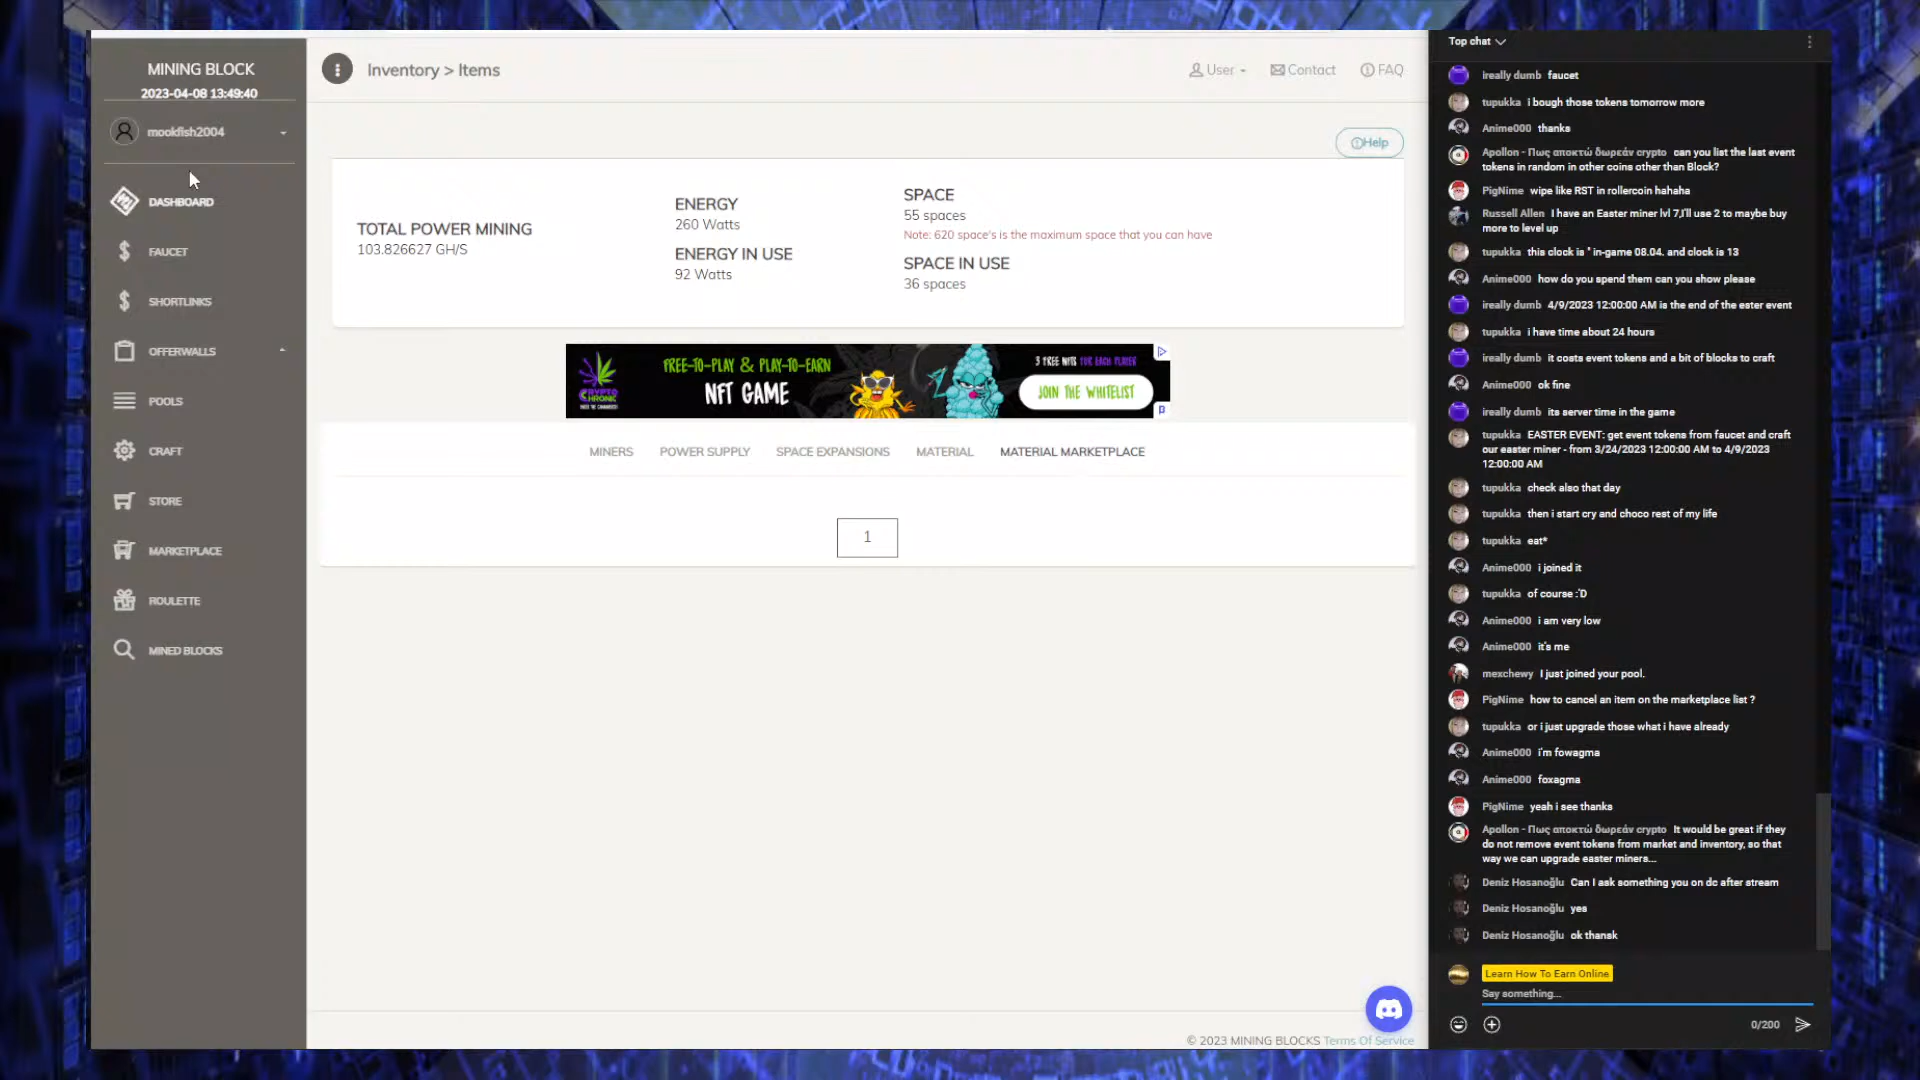 MINING BLOCK
2023-04-08 13:49:40
mookfish2004
DASHBOARD
FAUCET
SHORTLINKS
OFFERWALLS
POOLS
CRAFT
STORE
MARKETPLACE
ROULETTE
MINED BLOCKS
Inventory > Items
User
Contact
FAQ
Help
TOTAL POWER MINING
103.826627 GH/S
ENERGY
260 Watts
ENERGY IN USE
92 Watts
SPACE
55 spaces
Note: 620 space's is the maximum space that you can have
SPACE IN USE
36 spaces
CRYPTO
CHRONIC
FREE-TO-PLAY & PLAY-TO-EARN
NFT GAME
3 FREE NFTS FOR EACH PLAYER
JOIN THE WHITELIST
MINERS
POWER SUPPLY
SPACE EXPANSIONS
MATERIAL
MATERIAL MARKETPLACE
1
© 2023 MINING BLOCKS Terms Of Service
Top chat
ireally dumb faucet
tupukka i bough those tokens tomorrow more
Anime000 thanks
Apollon - Πως αποκτώ δωρεάν crypto can you list the last event
tokens in random in other coins other than Block?
PigNime wipe like RST in rollercoin hahaha
Russell Allen I have an Easter miner lvl 7,I'll use 2 to maybe buy
more to level up
tupukka this clock is " in-game 08.04. and clock is 13
Anime000 how do you spend them can you show please
ireally dumb 4/9/2023 12:00:00 AM is the end of the ester event
tupukka i have time about 24 hours
ireally dumb it costs event tokens and a bit of blocks to craft
Anime000 ok fine
ireally dumb its server time in the game
tupukka EASTER EVENT: get event tokens from faucet and craft
our easter miner - from 3/24/2023 12:00:00 AM to 4/9/2023
12:00:00 AM
tupukka check also that day
tupukka then i start cry and choco rest of my life
tupukka eat*
Anime000 i joined it
tupukka of course :'D
Anime000 i am very low
Anime000 it's me
mexchewy I just joined your pool.
PigNime how to cancel an item on the marketplace list ?
tupukka or i just upgrade those what i have already
Anime000 i'm fowagma
Anime000 foxagma
PigNime yeah i see thanks
Apollon - Πως αποκτώ δωρεάν crypto It would be great if they
do not remove event tokens from market and inventory, so that
way we can upgrade easter miners...
Deniz Hosanoğlu Can I ask something you on dc after stream
Deniz Hosanoğlu yes
Deniz Hosanoğlu ok thansk
Learn How To Earn Online
Say something...
0/200